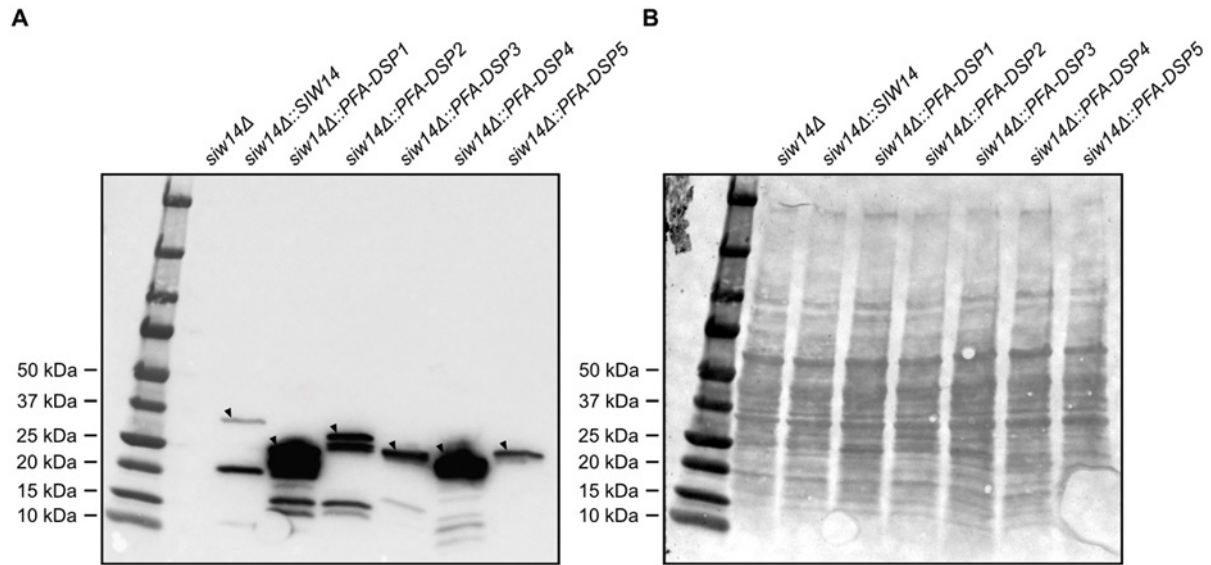 A
siw14Δ
siw14Δ::SIW14
siw14Δ::PFA-DSP1
siw14Δ::PFA-DSP2
siw14Δ::PFA-DSP3
siw14Δ::PFA-DSP4
siw14Δ::PFA-DSP5
50 kDa
37 kDa
25 kDa
20 kDa
15 kDa
10 kDa
B
siw14Δ
siw14Δ::SIW14
siw14Δ::PFA-DSP1
siw14Δ::PFA-DSP2
siw14Δ::PFA-DSP3
siw14Δ::PFA-DSP4
siw14Δ::PFA-DSP5
50 kDa
37 kDa
25 kDa
20 kDa
15 kDa
10 kDa